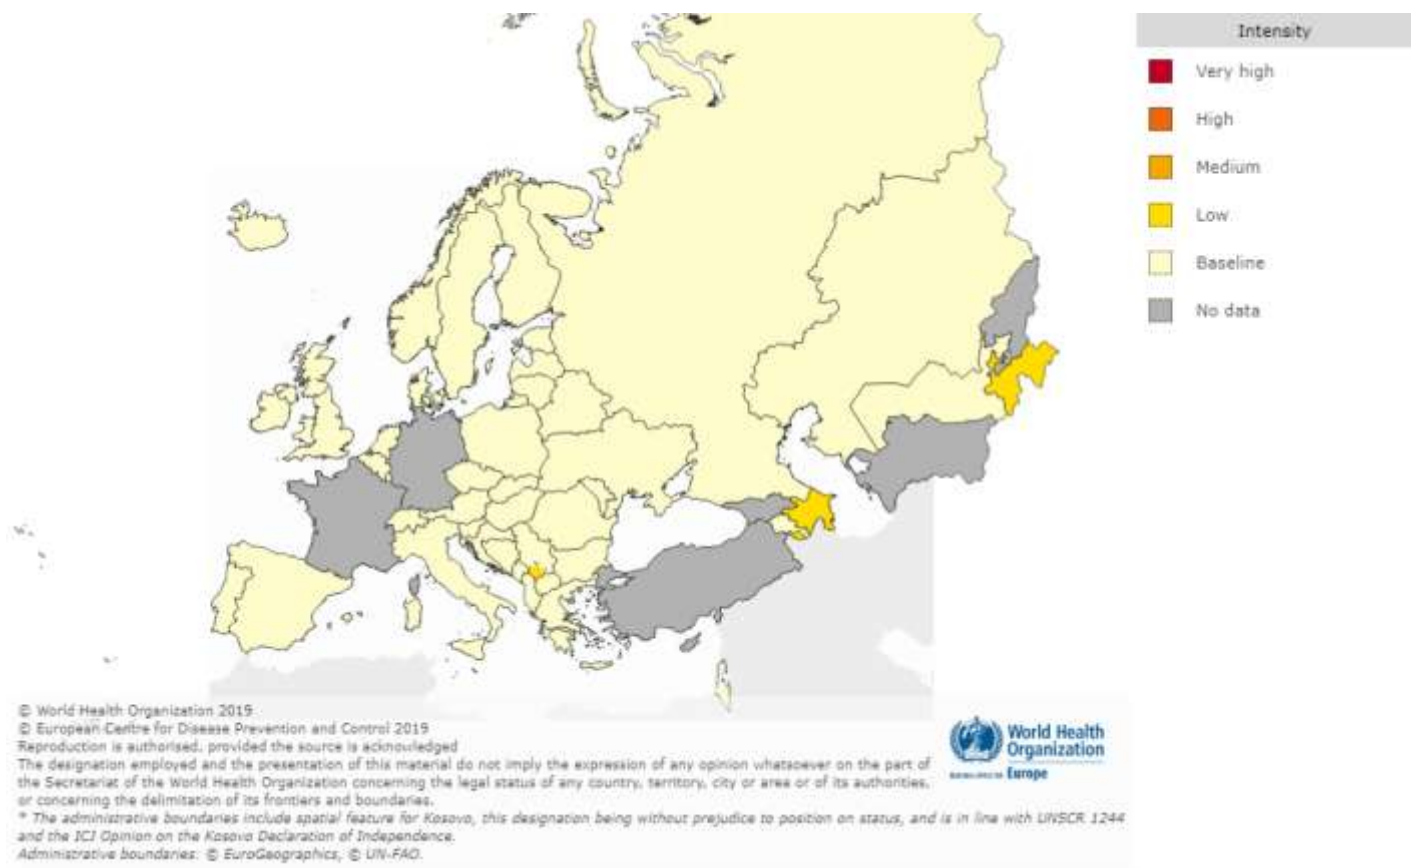 Intensity
Very high
High
Medium
Low
Baseline
No data
© World Health Organization 2019
© European Centre for Disease Prevention and Control 2019
Reproduction is authorised, provided the source is acknowledged
The designation employed and the presentation of this material do not imply the expression of any opinion whatsoever on the part of
the Secretariat of the World Health Organization concerning the legal status of any country, territory, city or area or of its authorities,
or concerning the delimitation of its frontiers and boundaries.
* The administrative boundaries include spatial feature for Kosovo, this designation being without prejudice to position on status, and is in line with UNSCR 1244
and the ICJ Opinion on the Kosovo Declaration of Independence.
Administrative boundaries: © EuroGeographics, © UN-FAO.
World Health
Organization
Europe